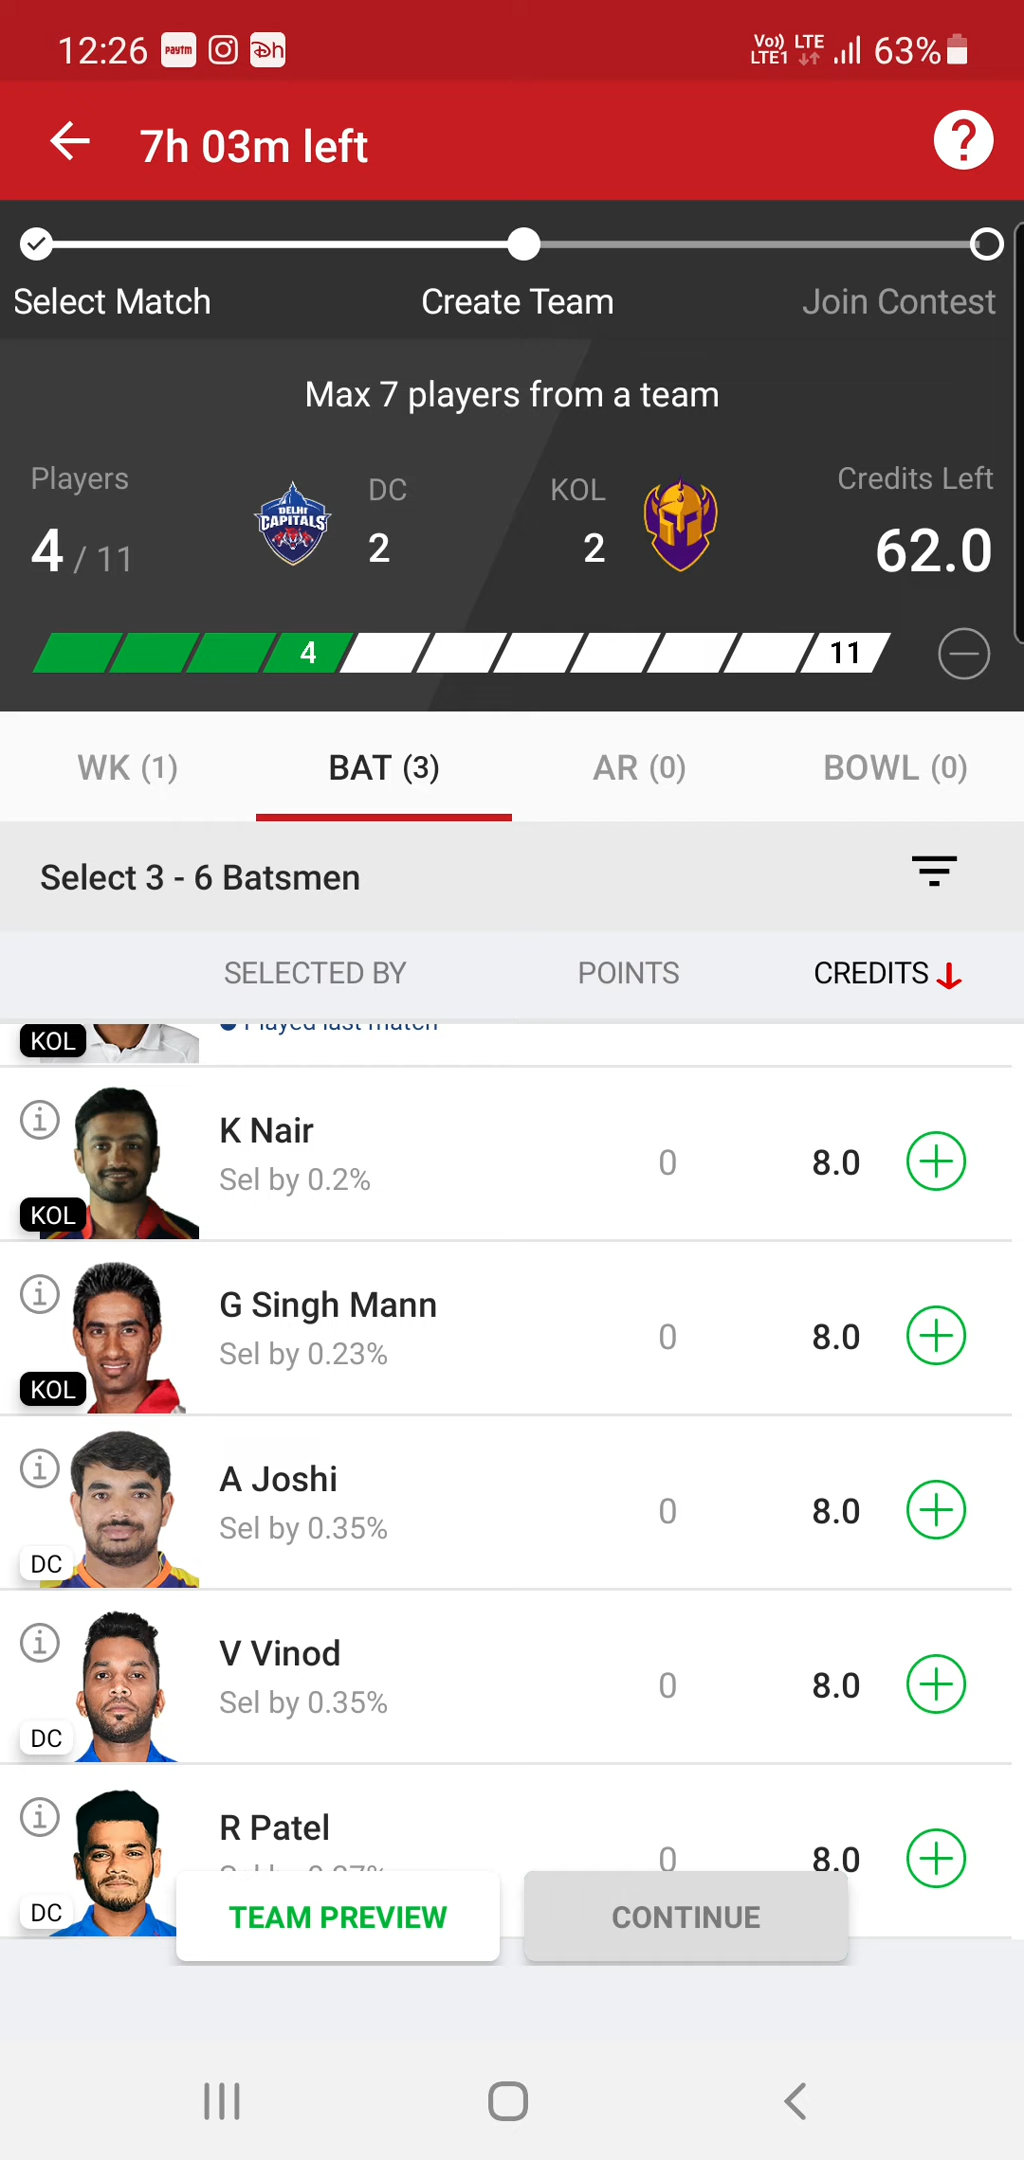 12:26 Paytm Dh Vo)) LTE1 LTE 63%
7h 03m left
?
Select Match Create Team Join Contest
Max 7 players from a team
Players DC KOL Credits Left
4 / 11 DELHI CAPITALS 2 2 62.0
4 11
WK (1) BAT (3) AR (0) BOWL (0)
Select 3 - 6 Batsmen
SELECTED BY POINTS CREDITS
KOL Played last match
K Nair
Sel by 0.2% 0 8.0
KOL
G Singh Mann
Sel by 0.23% 0 8.0
KOL
A Joshi
Sel by 0.35% 0 8.0
DC
V Vinod
Sel by 0.35% 0 8.0
DC
R Patel
0 8.0
DC
TEAM PREVIEW CONTINUE